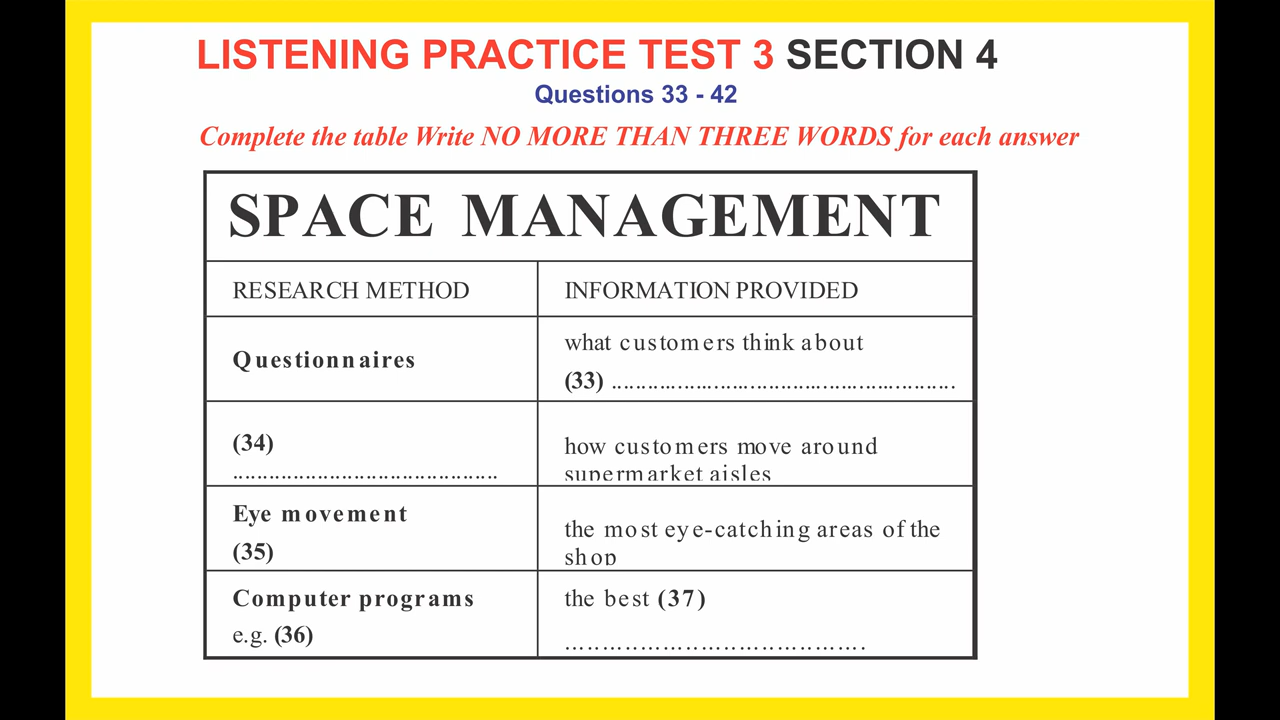 LISTENING PRACTICE TEST 3 SECTION 4
Questions 33 - 42
Complete the table Write NO MORE THAN THREE WORDS for each answer
SPACE MANAGEMENT
RESEARCH METHOD
INFORMATION PROVIDED
Questionnaires
what customers think about
(33) ................................................
(34)
............................................
how customers move around
supermarket aisles
Eye movement
(35)
the most eye-catching areas of the
shop
Computer programs
e.g. (36)
the best (37)
........................................